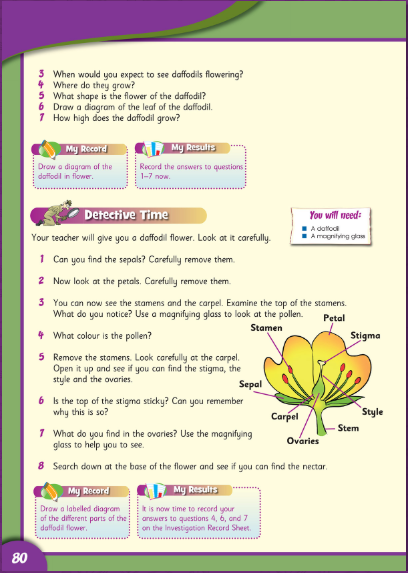 3 When would you expect to see daffodils flowering?
4 Where do they grow?
5 What shape is the flower of the daffodil?
6 Draw a diagram of the leaf of the daffodil.
7 How high does the daffodil grow?
My Record
Draw a diagram of the
daffodil in flower.
My Results
Record the answers to questions
1–7 now.
Detective Time
You will need:
A daffodil
A magnifying glass
Your teacher will give you a daffodil flower. Look at it carefully.
1 Can you find the sepals? Carefully remove them.
2 Now look at the petals. Carefully remove them.
3 You can now see the stamens and the carpel. Examine the top of the stamens.
What do you notice? Use a magnifying glass to look at the pollen.
4 What colour is the pollen?
5 Remove the stamens. Look carefully at the carpel.
Open it up and see if you can find the stigma, the
style and the ovaries.
6 Is the top of the stigma sticky? Can you remember
why this is so?
7 What do you find in the ovaries? Use the magnifying
glass to help you to see.
8 Search down at the base of the flower and see if you can find the nectar.
Petal
Stamen
Stigma
Sepal
Carpel
Style
Stem
Ovaries
My Record
Draw a labelled diagram
of the different parts of the
daffodil flower.
My Results
It is now time to record your
answers to questions 4, 6, and 7
on the Investigation Record Sheet.
80